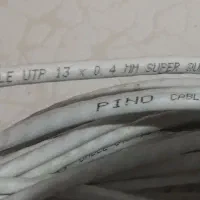 LE UTP 13 x 0.4 MM SUPER
PINO CABL